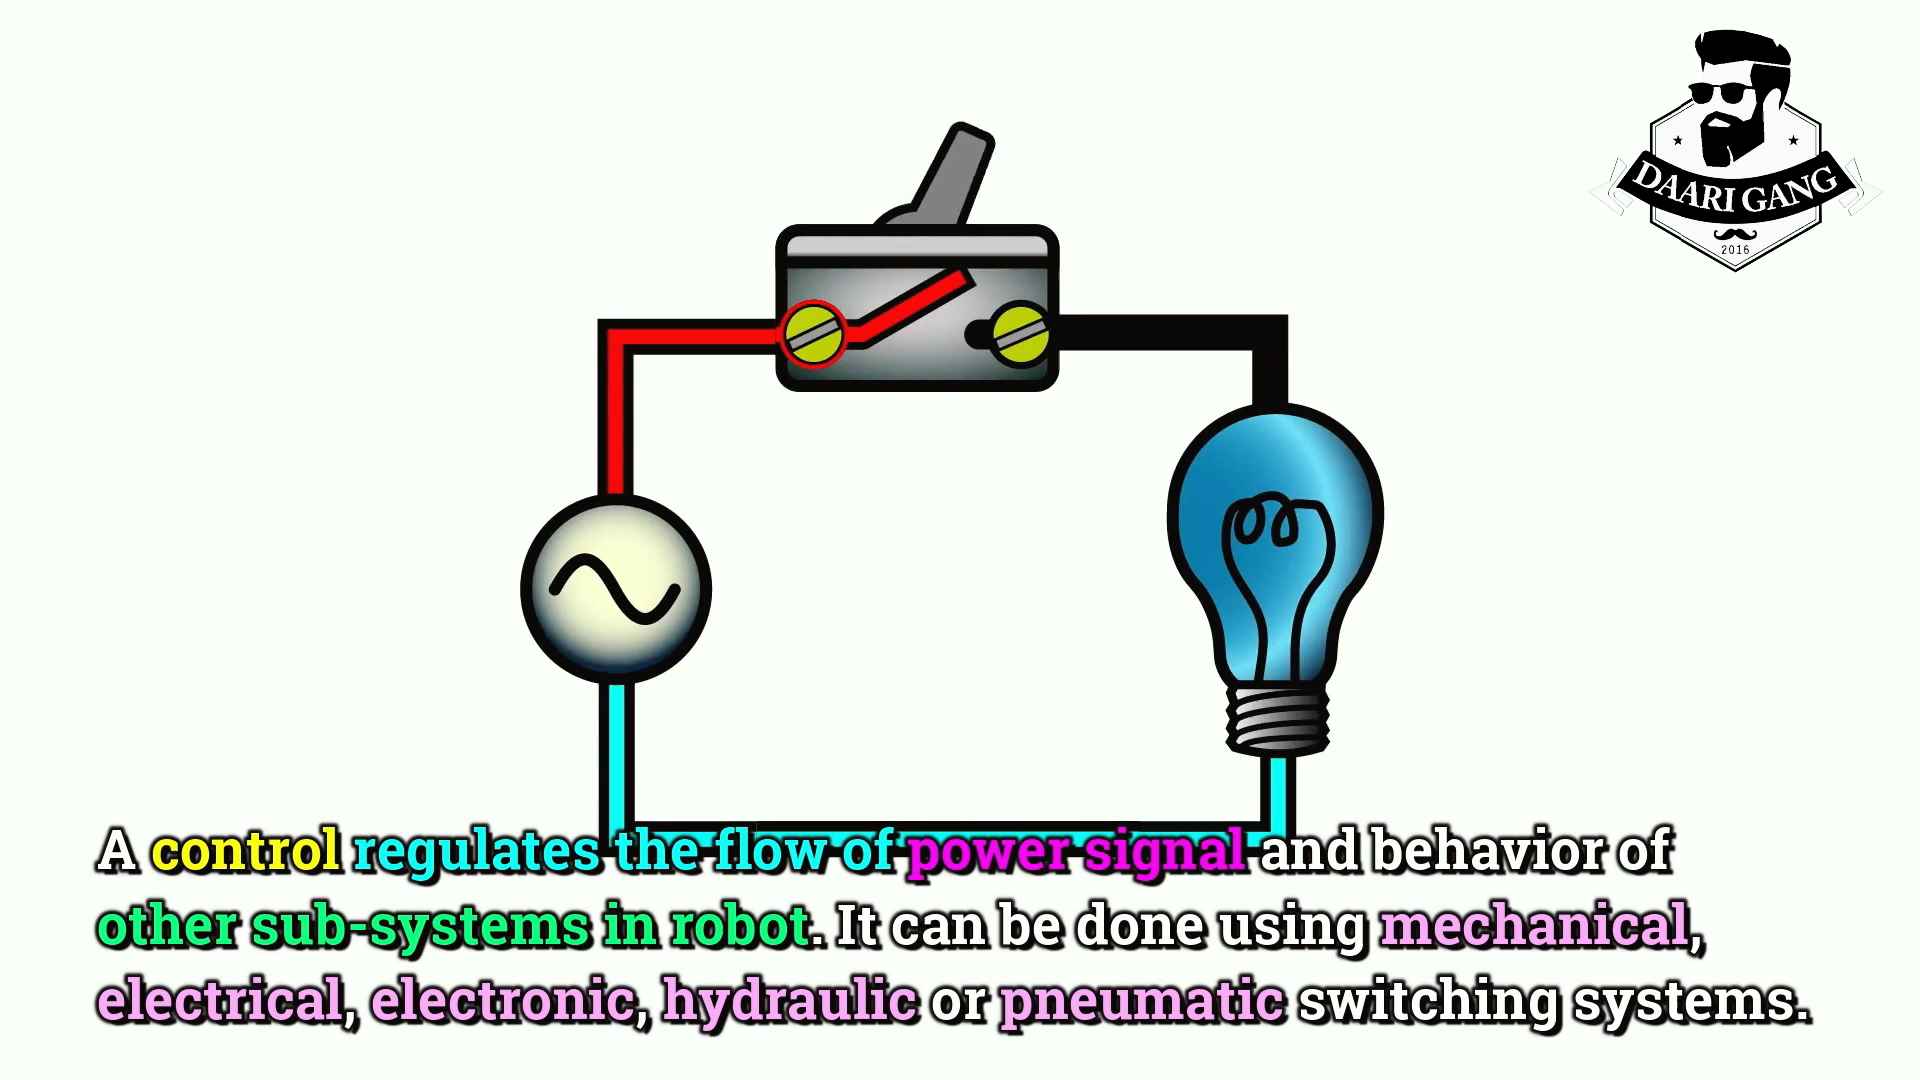 DAARI GANG
2016
A control regulates the flow of power signal and behavior of
other sub-systems in robot. It can be done using mechanical,
electrical, electronic, hydraulic or pneumatic switching systems.